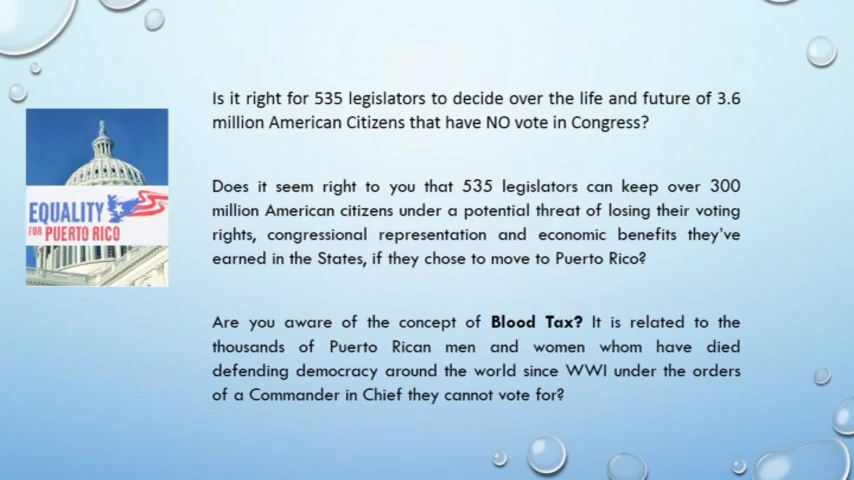 Is it right for 535 legislators to decide over the life and future of 3.6
million American Citizens that have NO vote in Congress?
EQUALITY
FOR PUERTO RICO
Does it seem right to you that 535 legislators can keep over 300
million American citizens under a potential threat of losing their voting
rights, congressional representation and economic benefits they've
earned in the States, if they chose to move to Puerto Rico?
Are you aware of the concept of Blood Tax? It is related to the
thousands of Puerto Rican men and women whom have died
defending democracy around the world since WWI under the orders
of a Commander in Chief they cannot vote for?